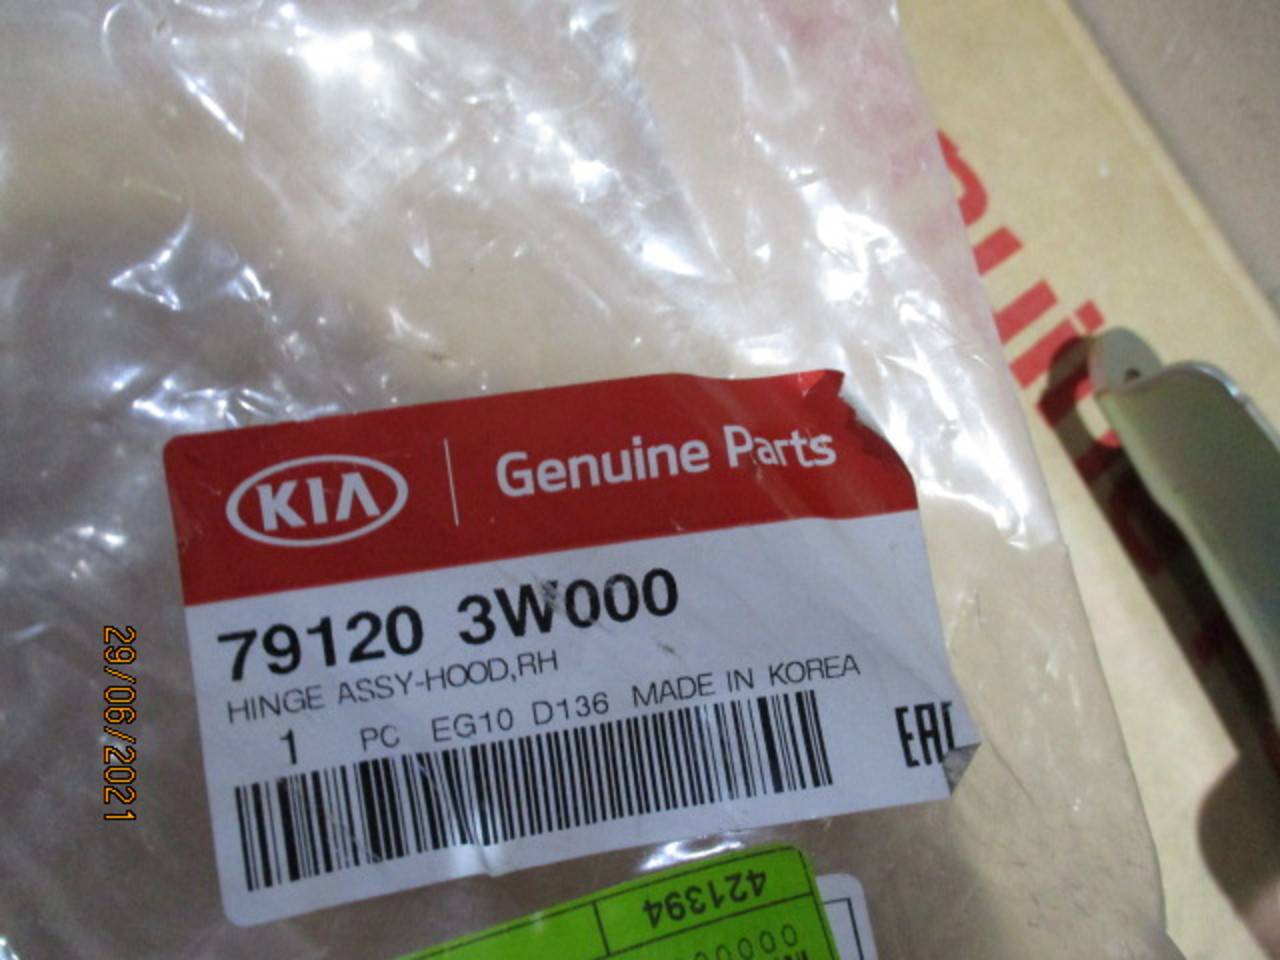 KIA Genuine Parts
79120 3W000
HINGE ASSY-HOOD,RH
1 PC EG10 D136 MADE IN KOREA
EAC
29/06/2021
421394